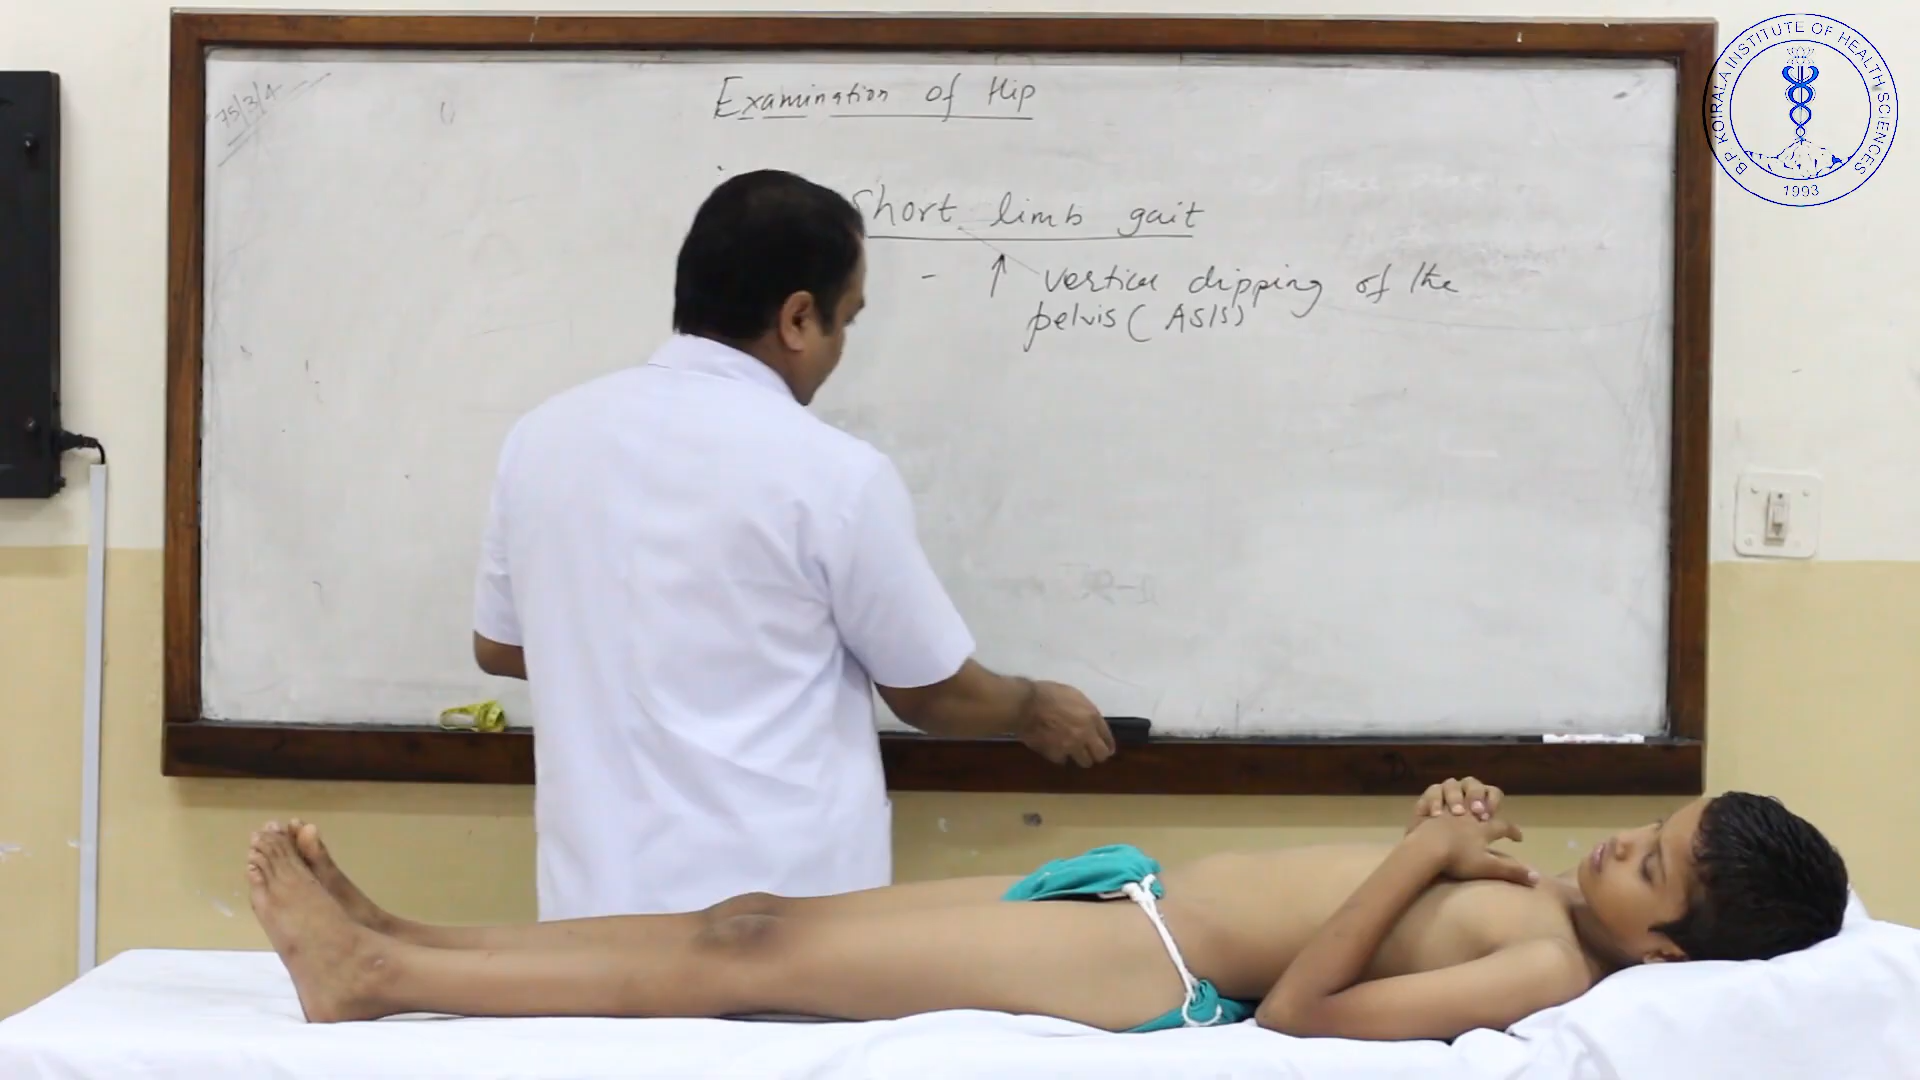 75/3/4
Examination of Hip
Short limb gait
- ↑ vertical dipping of the
pelvis ( ASIS)
B.P. KOIRALA INSTITUTE OF HEALTH SCIENCES
1993